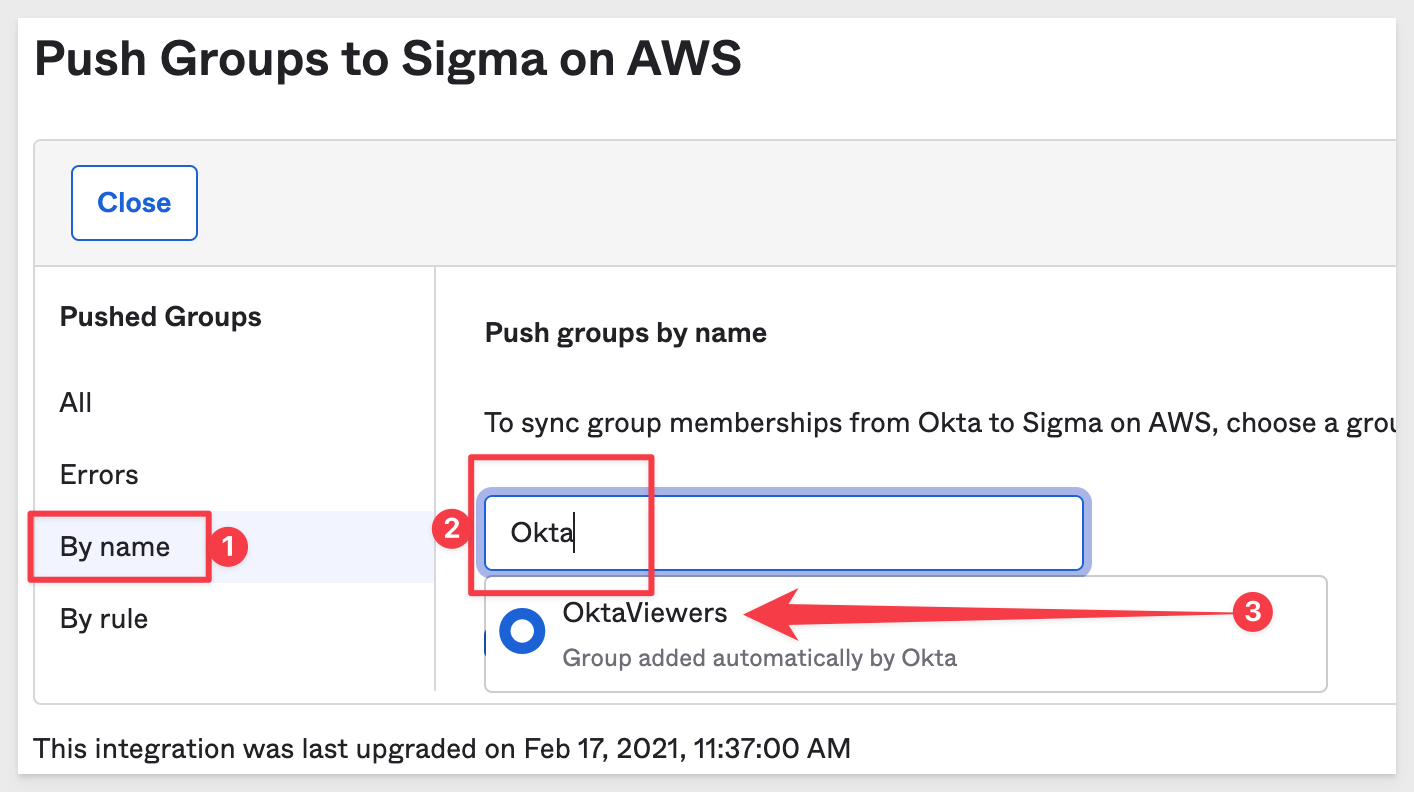 Push Groups to Sigma on AWS
Close
Pushed Groups
All
Errors
By name
1
By rule
Push groups by name
To sync group memberships from Okta to Sigma on AWS, choose a grou
2
Okta
OktaViewers
3
Group added automatically by Okta
This integration was last upgraded on Feb 17, 2021, 11:37:00 AM